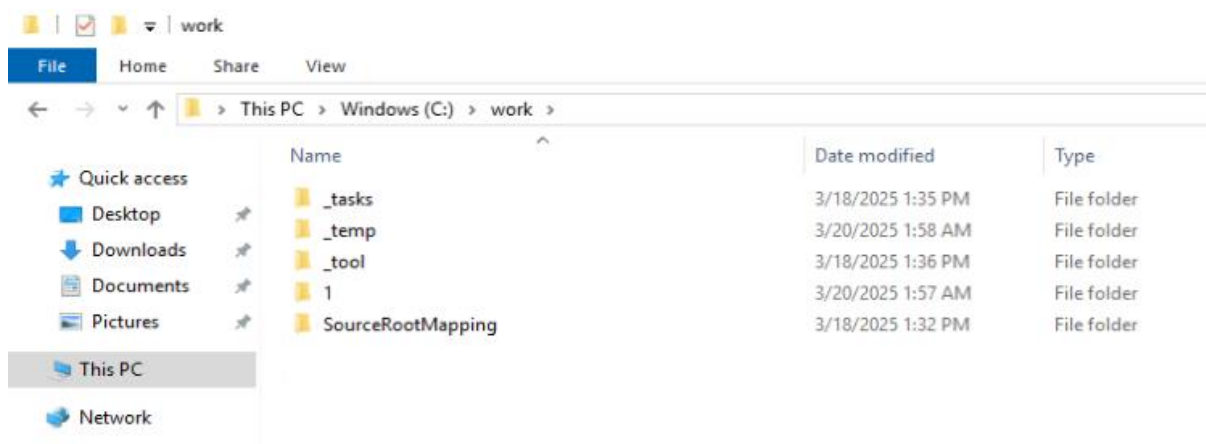 work
File Home Share View
This PC > Windows (C:) > work >
Name Date modified Type
Quick access
Desktop
Downloads
Documents
Pictures
This PC
Network
_tasks 3/18/2025 1:35 PM File folder
_temp 3/20/2025 1:58 AM File folder
_tool 3/18/2025 1:36 PM File folder
1 3/20/2025 1:57 AM File folder
SourceRootMapping 3/18/2025 1:32 PM File folder